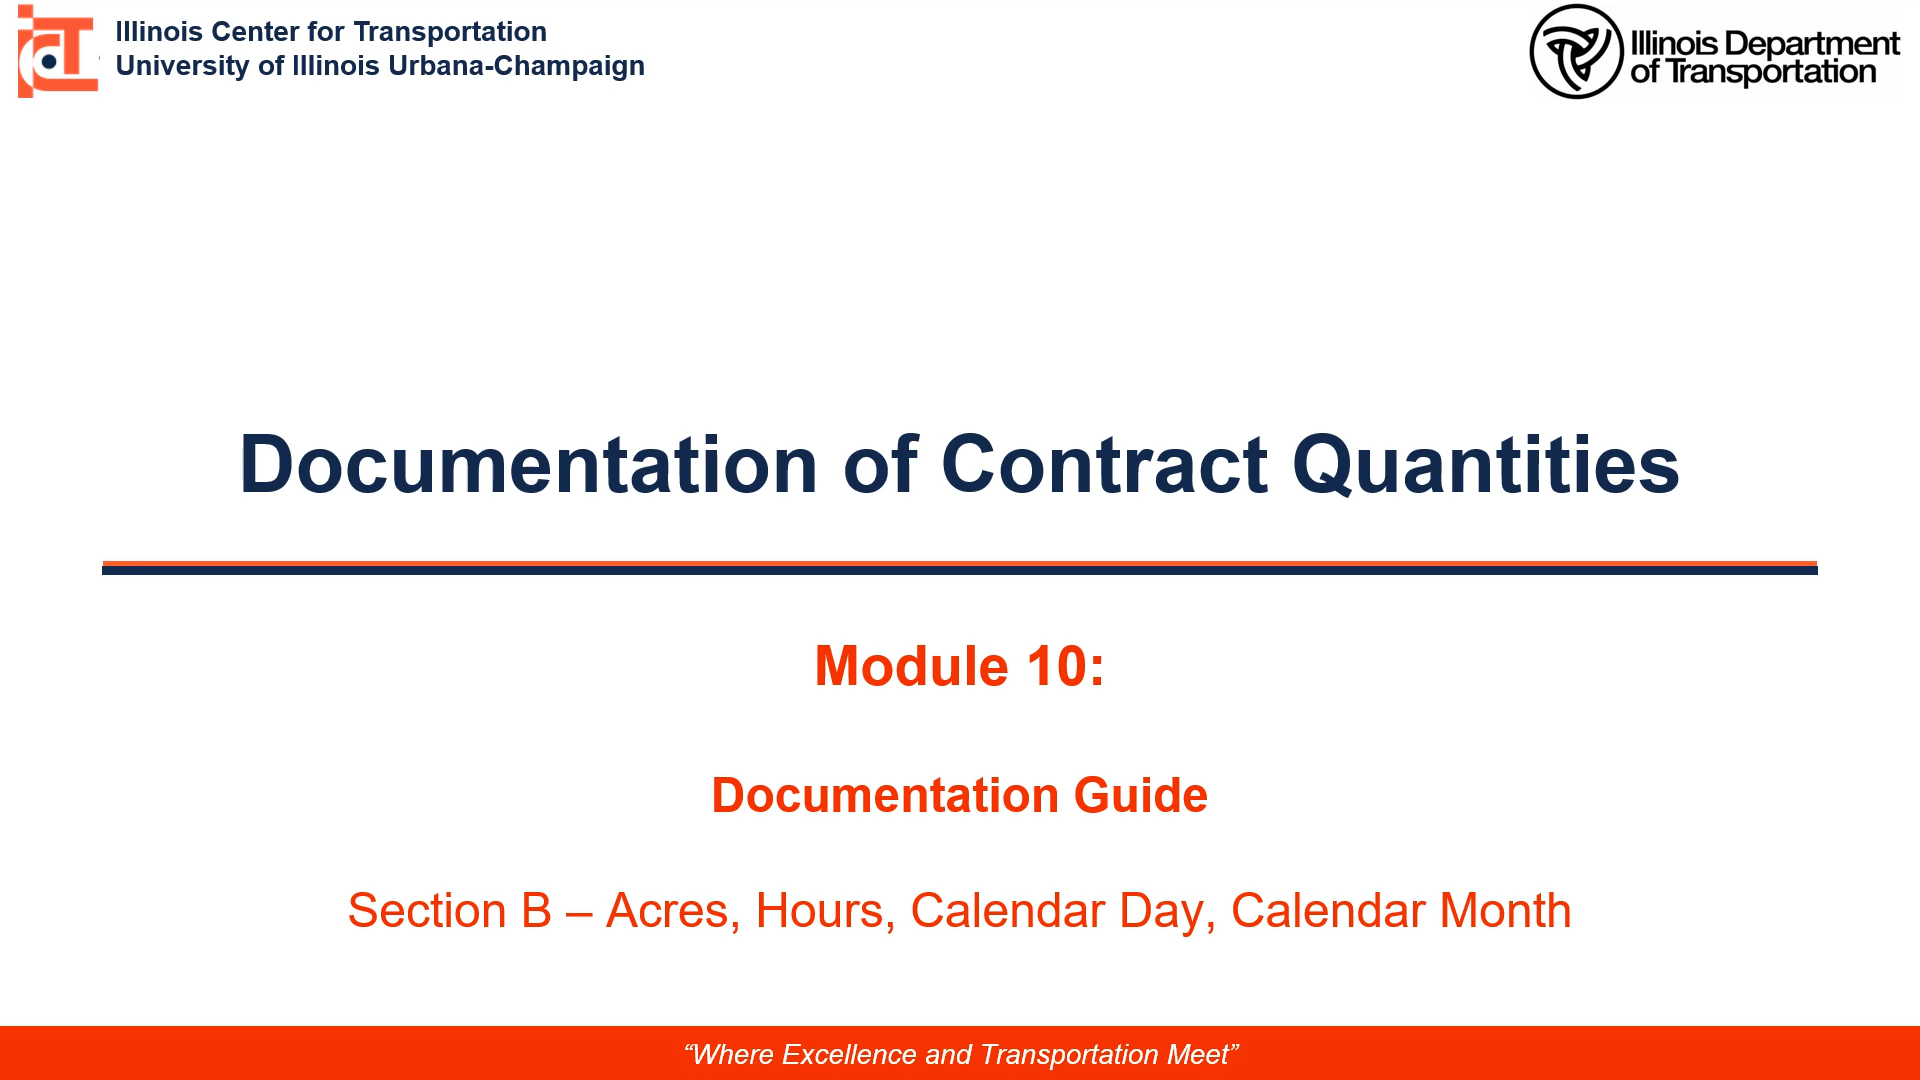 Illinois Center for Transportation
University of Illinois Urbana-Champaign
ICT
Illinois Department
of Transportation
Documentation of Contract Quantities
Module 10:
Documentation Guide
Section B – Acres, Hours, Calendar Day, Calendar Month
“Where Excellence and Transportation Meet”